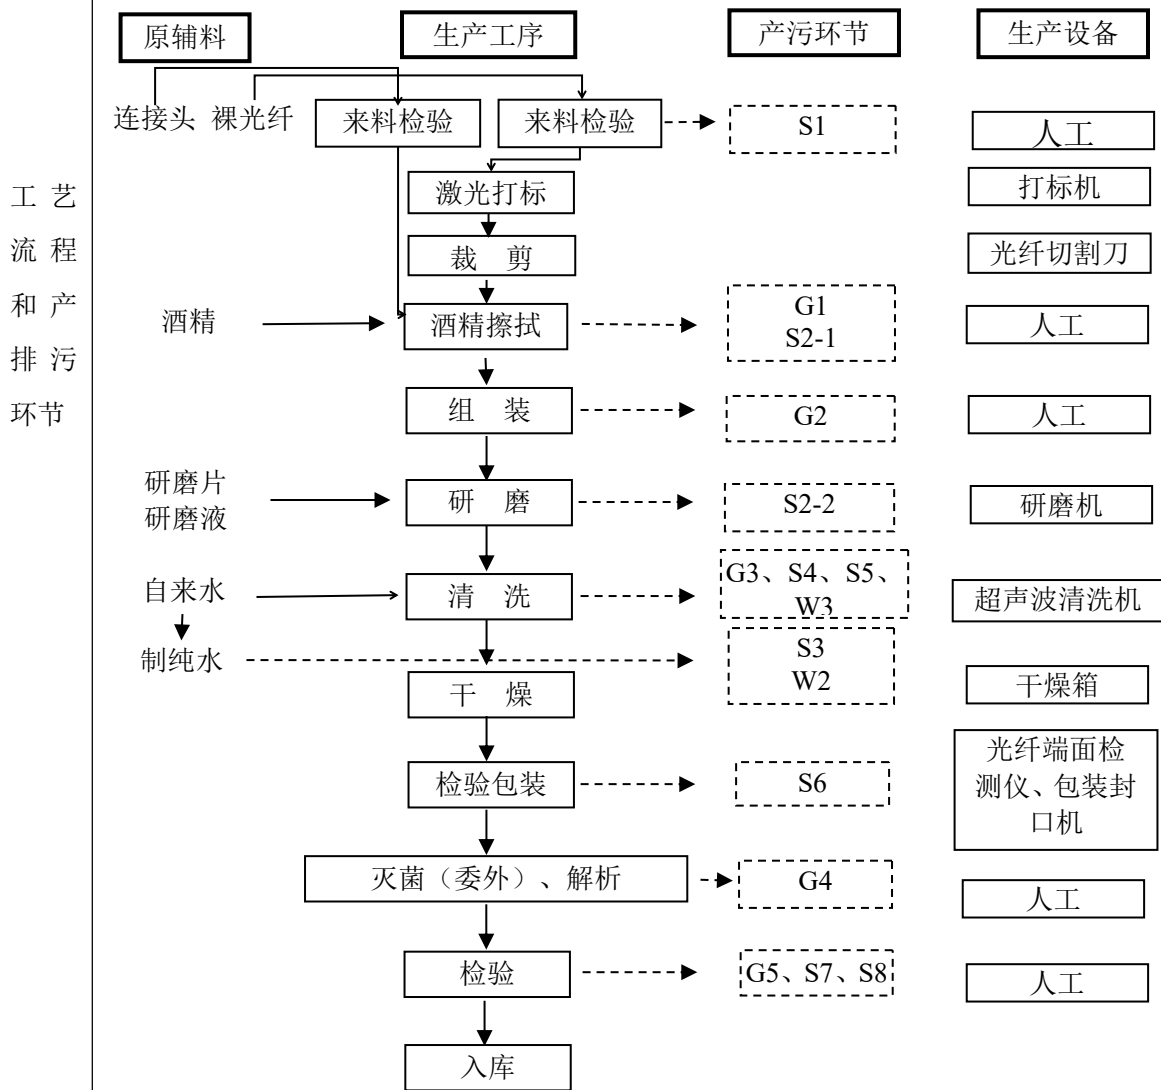 原辅料
生产工序
产污环节
生产设备
连接头
裸光纤
来料检验
来料检验
S1
人工
工 艺
流 程
和 产
排 污
环节
激光打标
打标机
裁 剪
光纤切割刀
酒精
酒精擦拭
G1
S2-1
人工
组 装
G2
人工
研磨片
研磨液
研 磨
S2-2
研磨机
自来水
清 洗
G3、S4、S5、
W3
超声波清洗机
制纯水
S3
W2
干 燥
干燥箱
检验包装
S6
光纤端面检
测仪、包装封
口机
灭菌（委外）、解析
G4
人工
检验
G5、S7、S8
人工
入库